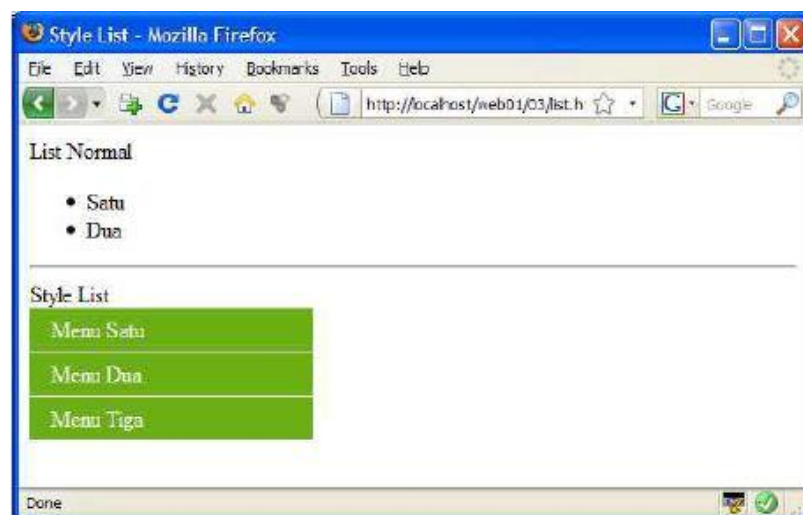 Style List - Mozilla Firefox
File Edit View History Bookmarks Tools Help
http://localhost/web01/03/list.h Google
List Normal
Satu
Dua
Style List
Menu Satu
Menu Dua
Menu Tiga
Done